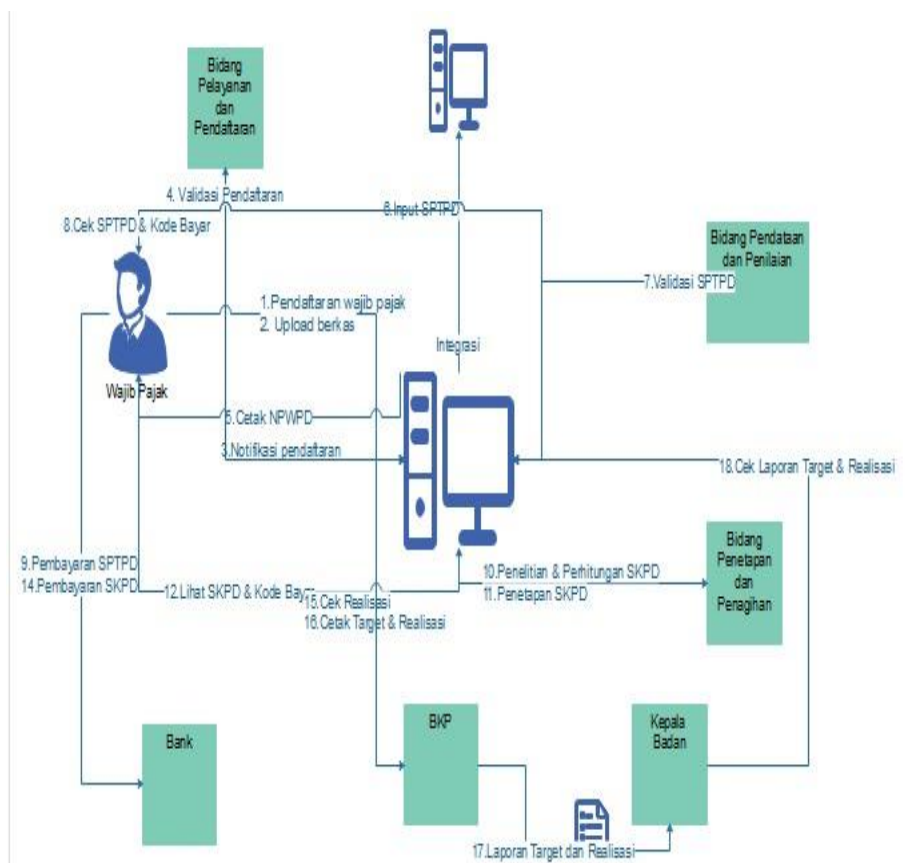 Bidang
Pelayanan
dan
Pendaftaran
4. Validasi Pendaftaran
6.Input SPTPD
8.Cek SPTPD & Kode Bayar
Bidang Pendataan
dan Penilaian
7.Validasi SPTPD
1.Pendaftaran wajib pajak
2. Upload berkas
Integrasi
Wajib Pajak
5.Cetak NPWPD
3.Notifikasi pendaftaran
18.Cek Laporan Target & Realisasi
Bidang
Penetapan
dan
Penagihan
9.Pembayaran SPTPD
14.Pembayaran SKPD
10.Penelitian & Perhitungan SKPD
11.Penetapan SKPD
12.Lihat SKPD & Kode Bayar
15.Cek Realisasi
16.Cetak Target & Realisasi
Bank
BKP
Kepala
Badan
17.Laporan Target dan Realisasi